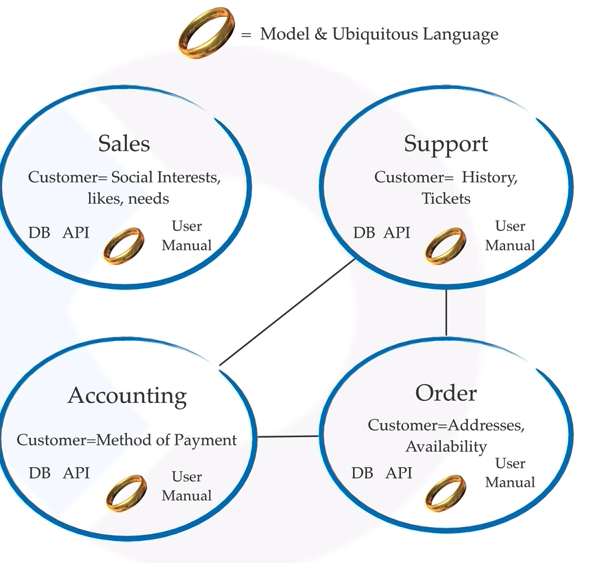 = Model & Ubiquitous Language
Sales
Customer= Social Interests,
likes, needs
DB API
User
Manual
Support
Customer= History,
Tickets
DB API
User
Manual
Accounting
Customer=Method of Payment
DB API
User
Manual
Order
Customer=Addresses,
Availability
DB API
User
Manual